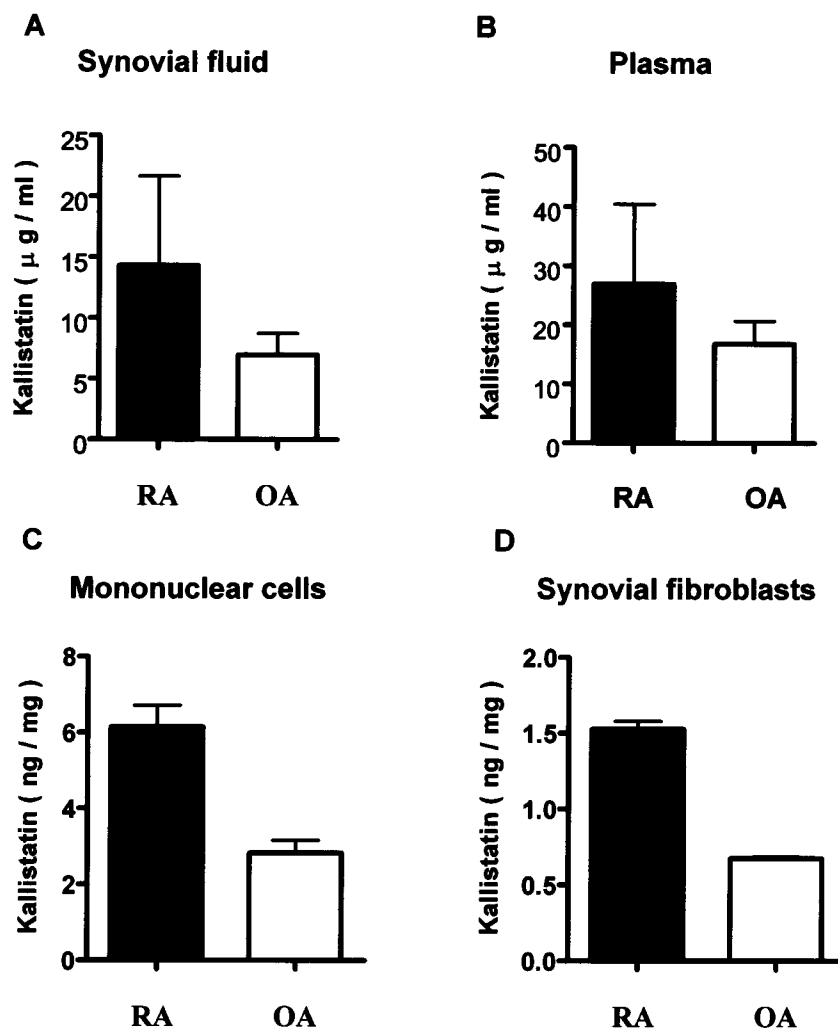 A
Synovial fluid
Kallistatin ( μ g / ml )
25
20
15
10
5
0
RA OA
B
Plasma
Kallistatin ( μ g / ml )
50
40
30
20
10
0
RA OA
C
Mononuclear cells
Kallistatin ( ng / mg )
8
6
4
2
0
RA OA
D
Synovial fibroblasts
Kallistatin ( ng / mg )
2.0
1.5
1.0
0.5
0.0
RA OA